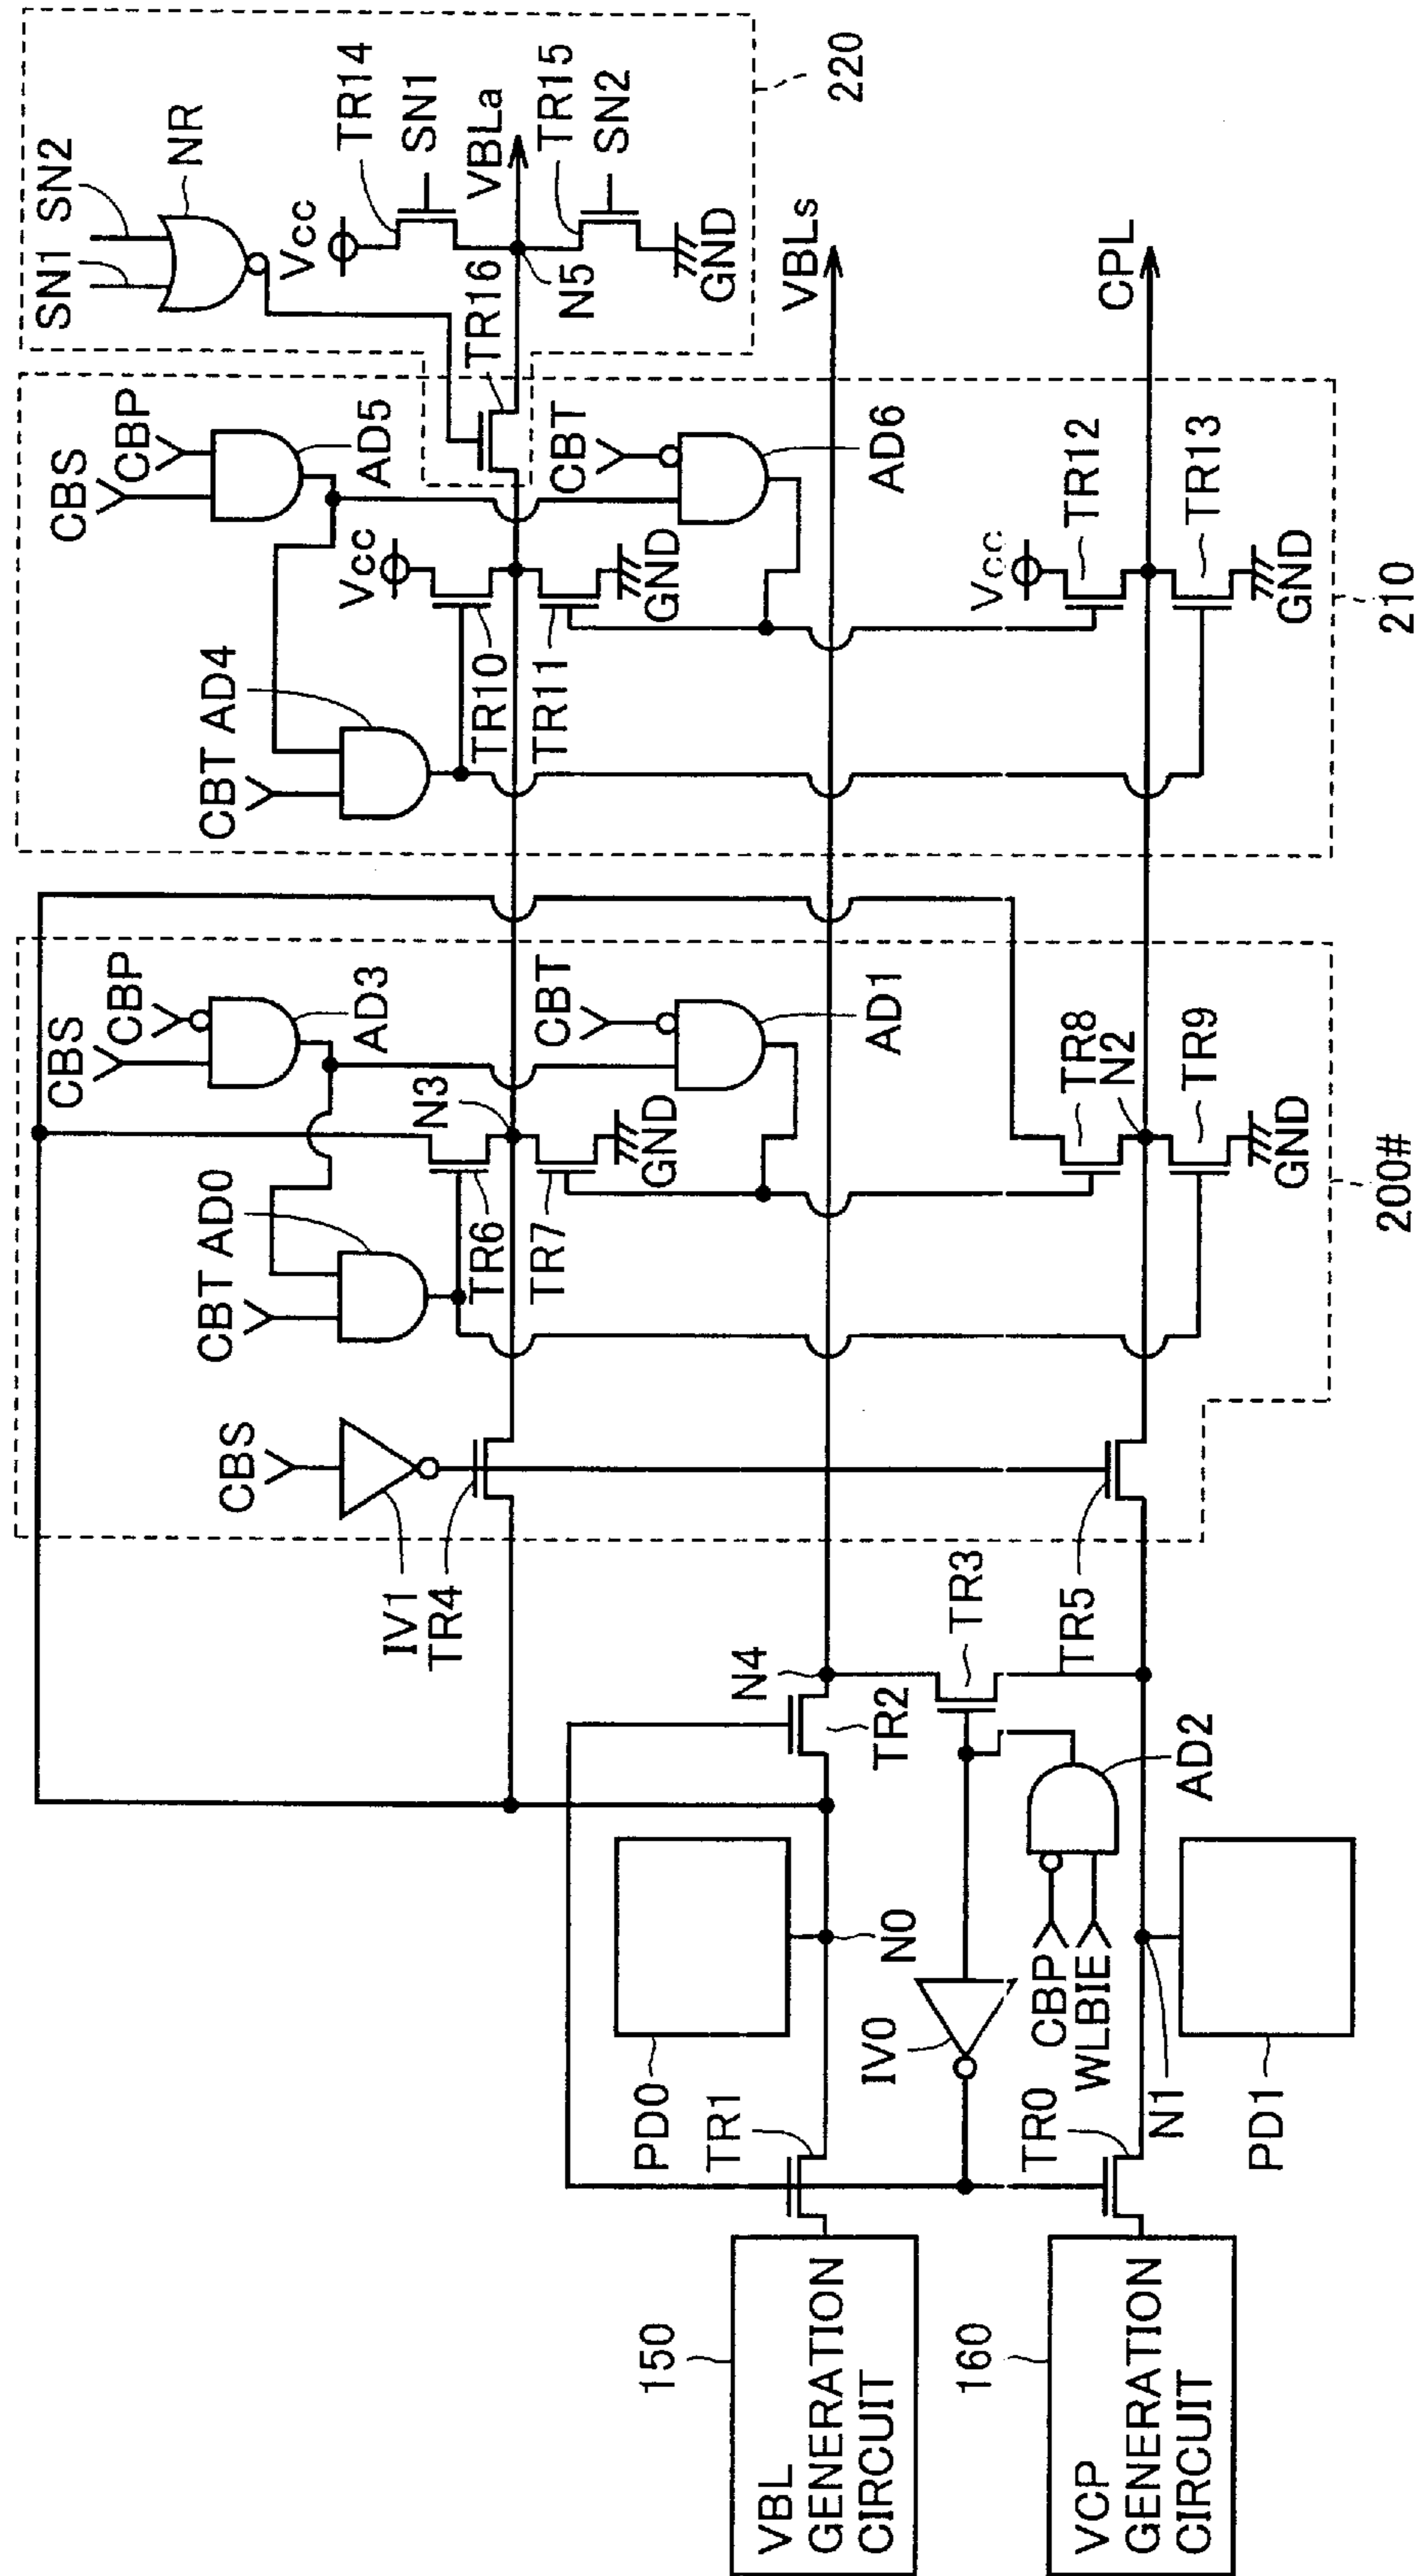 SN1 SN2
NR
Vcc
TR14
SN1
VBLa
TR15
SN2
N5
GND
TR16
220
CBS
CBP
AD5
CBT AD4
Vcc
TR10
TR11
GND
CBT
AD6
VBLs
Vcc
TR12
CPL
TR13
GND
210
CBS
CBP
AD3
CBT AD0
N3
TR6
TR7
GND
CBT
AD1
TR8
N2
TR9
GND
200#
CBS
IV1
TR4
TR5
N4
TR2
TR3
AD2
CBP
WLBIE
IV0
N0
PD0
TR1
TR0
N1
PD1
150
VBL
GENERATION
CIRCUIT
160
VCP
GENERATION
CIRCUIT